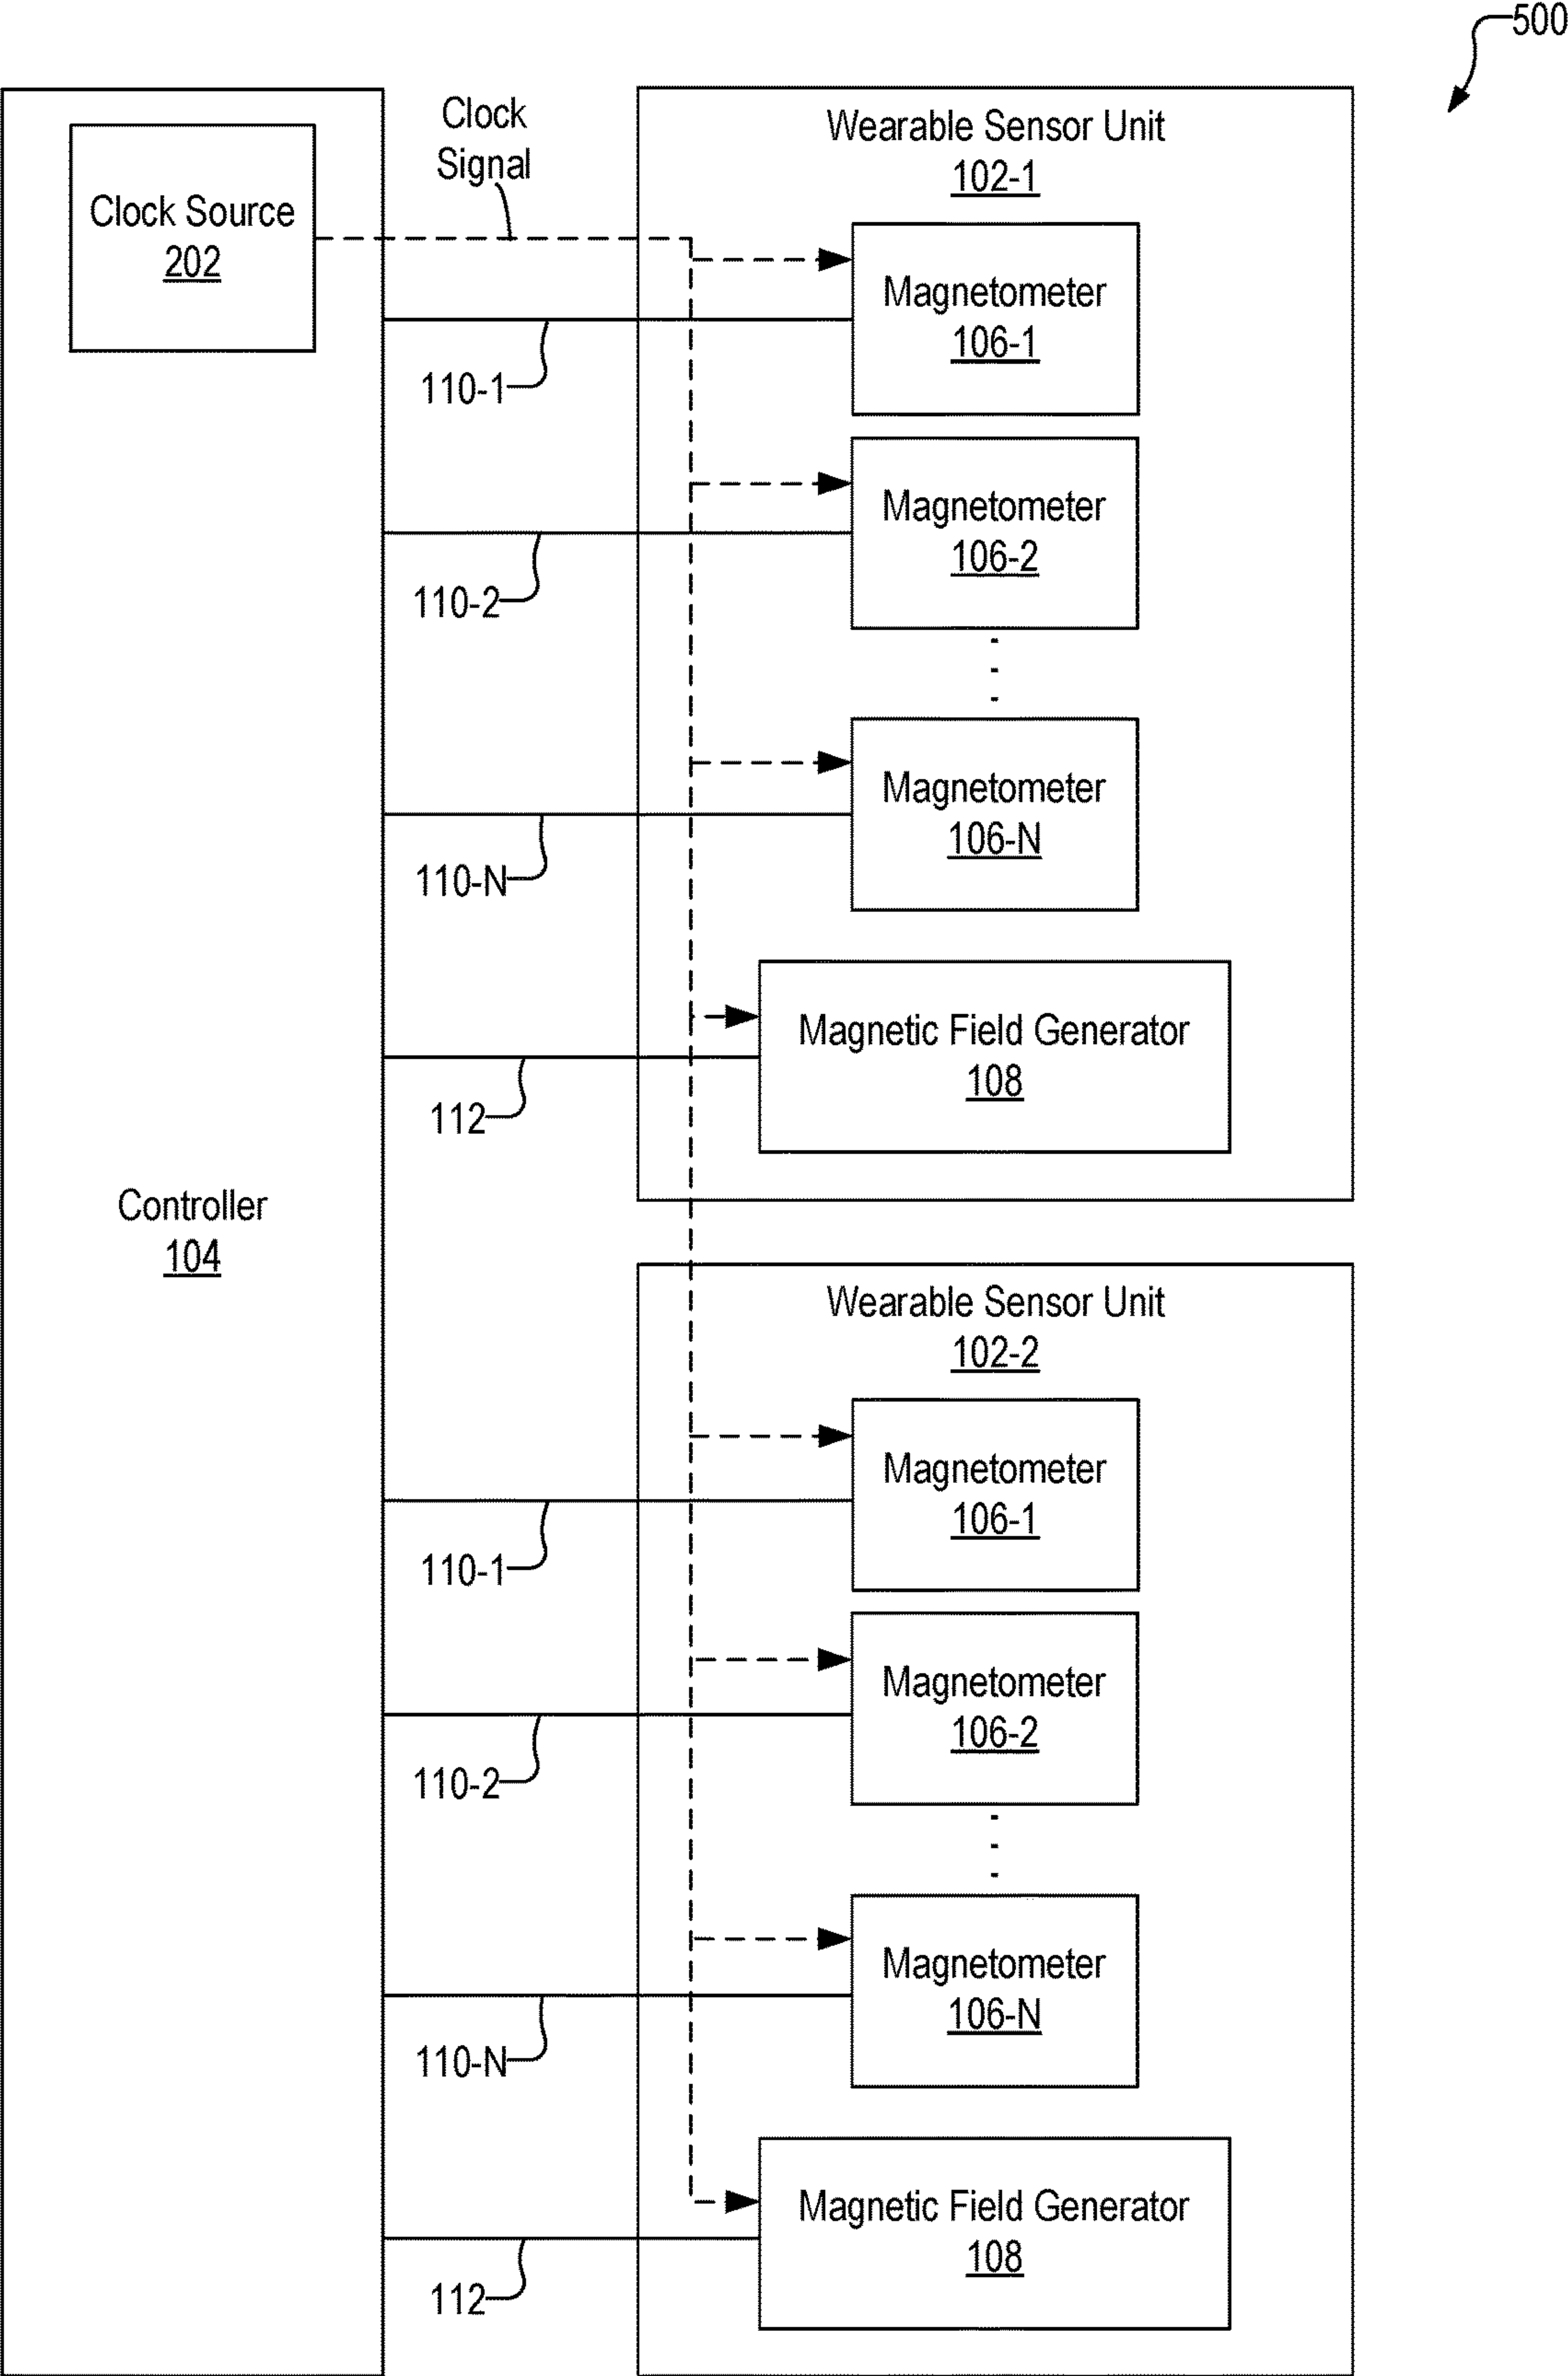 500
Clock
Signal
Clock Source
202
Wearable Sensor Unit
102-1
Magnetometer
106-1
110-1
Magnetometer
106-2
110-2
Magnetometer
106-N
110-N
Magnetic Field Generator
108
112
Controller
104
Wearable Sensor Unit
102-2
Magnetometer
106-1
110-1
Magnetometer
106-2
110-2
Magnetometer
106-N
110-N
Magnetic Field Generator
108
112